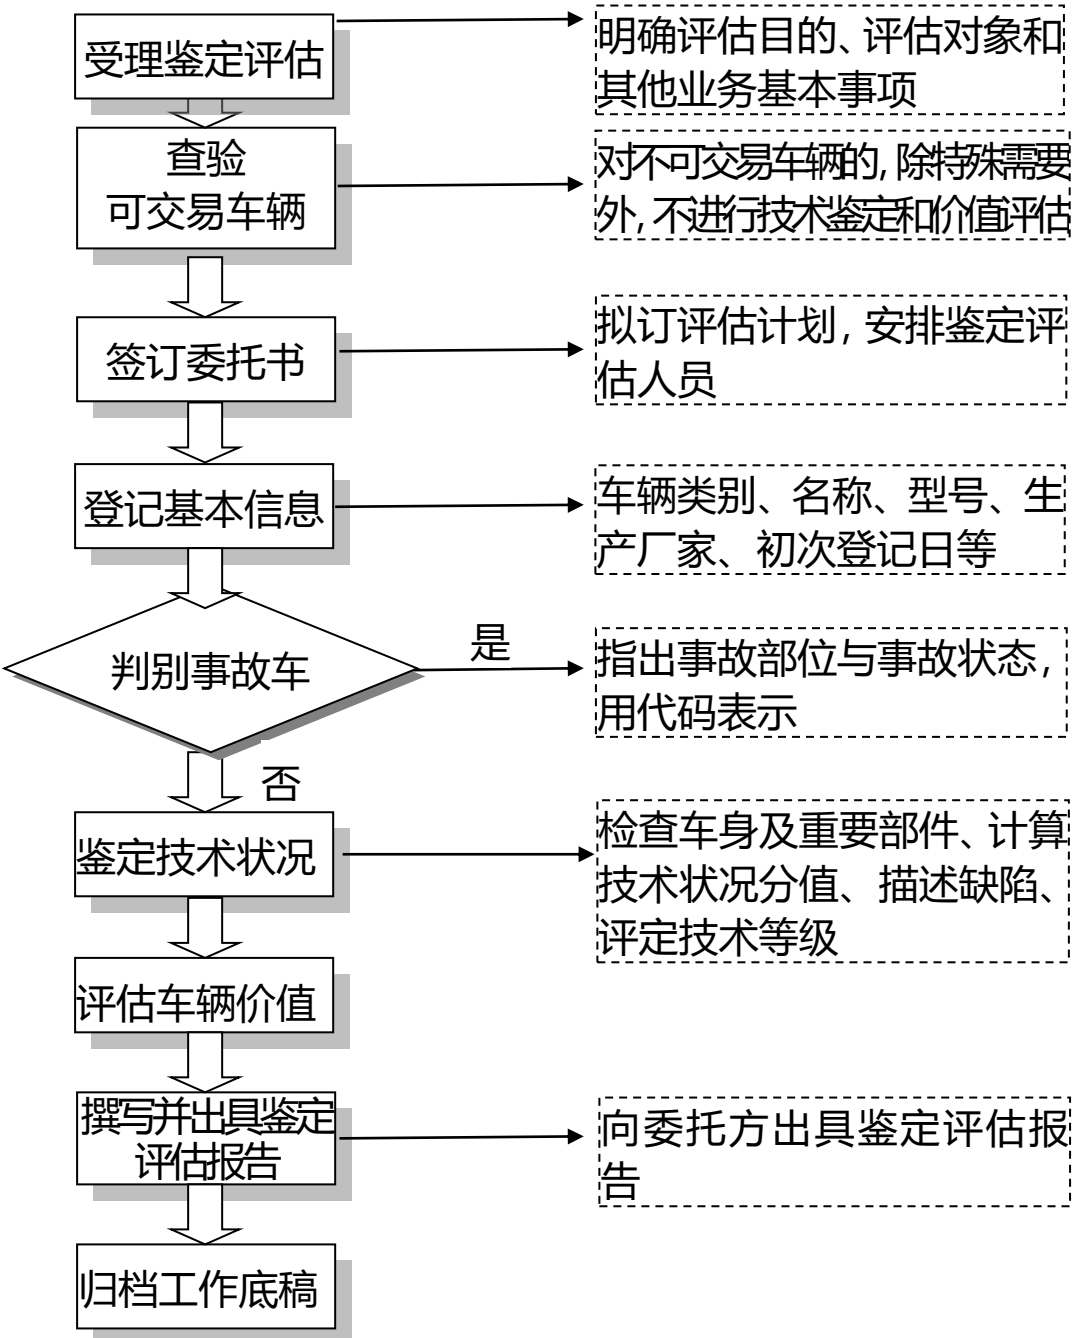 受理鉴定评估
明确评估目的、评估对象和
其他业务基本事项
查验
可交易车辆
对不可交易车辆的,除特殊需要
外,不进行技术鉴定和价值评估
签订委托书
拟订评估计划,安排鉴定评
估人员
登记基本信息
车辆类别、名称、型号、生
产厂家、初次登记日等
判别事故车
是
指出事故部位与事故状态,
用代码表示
否
鉴定技术状况
检查车身及重要部件、计算
技术状况分值、描述缺陷、
评定技术等级
评估车辆价值
撰写并出具鉴定
评估报告
向委托方出具鉴定评估报
告
归档工作底稿